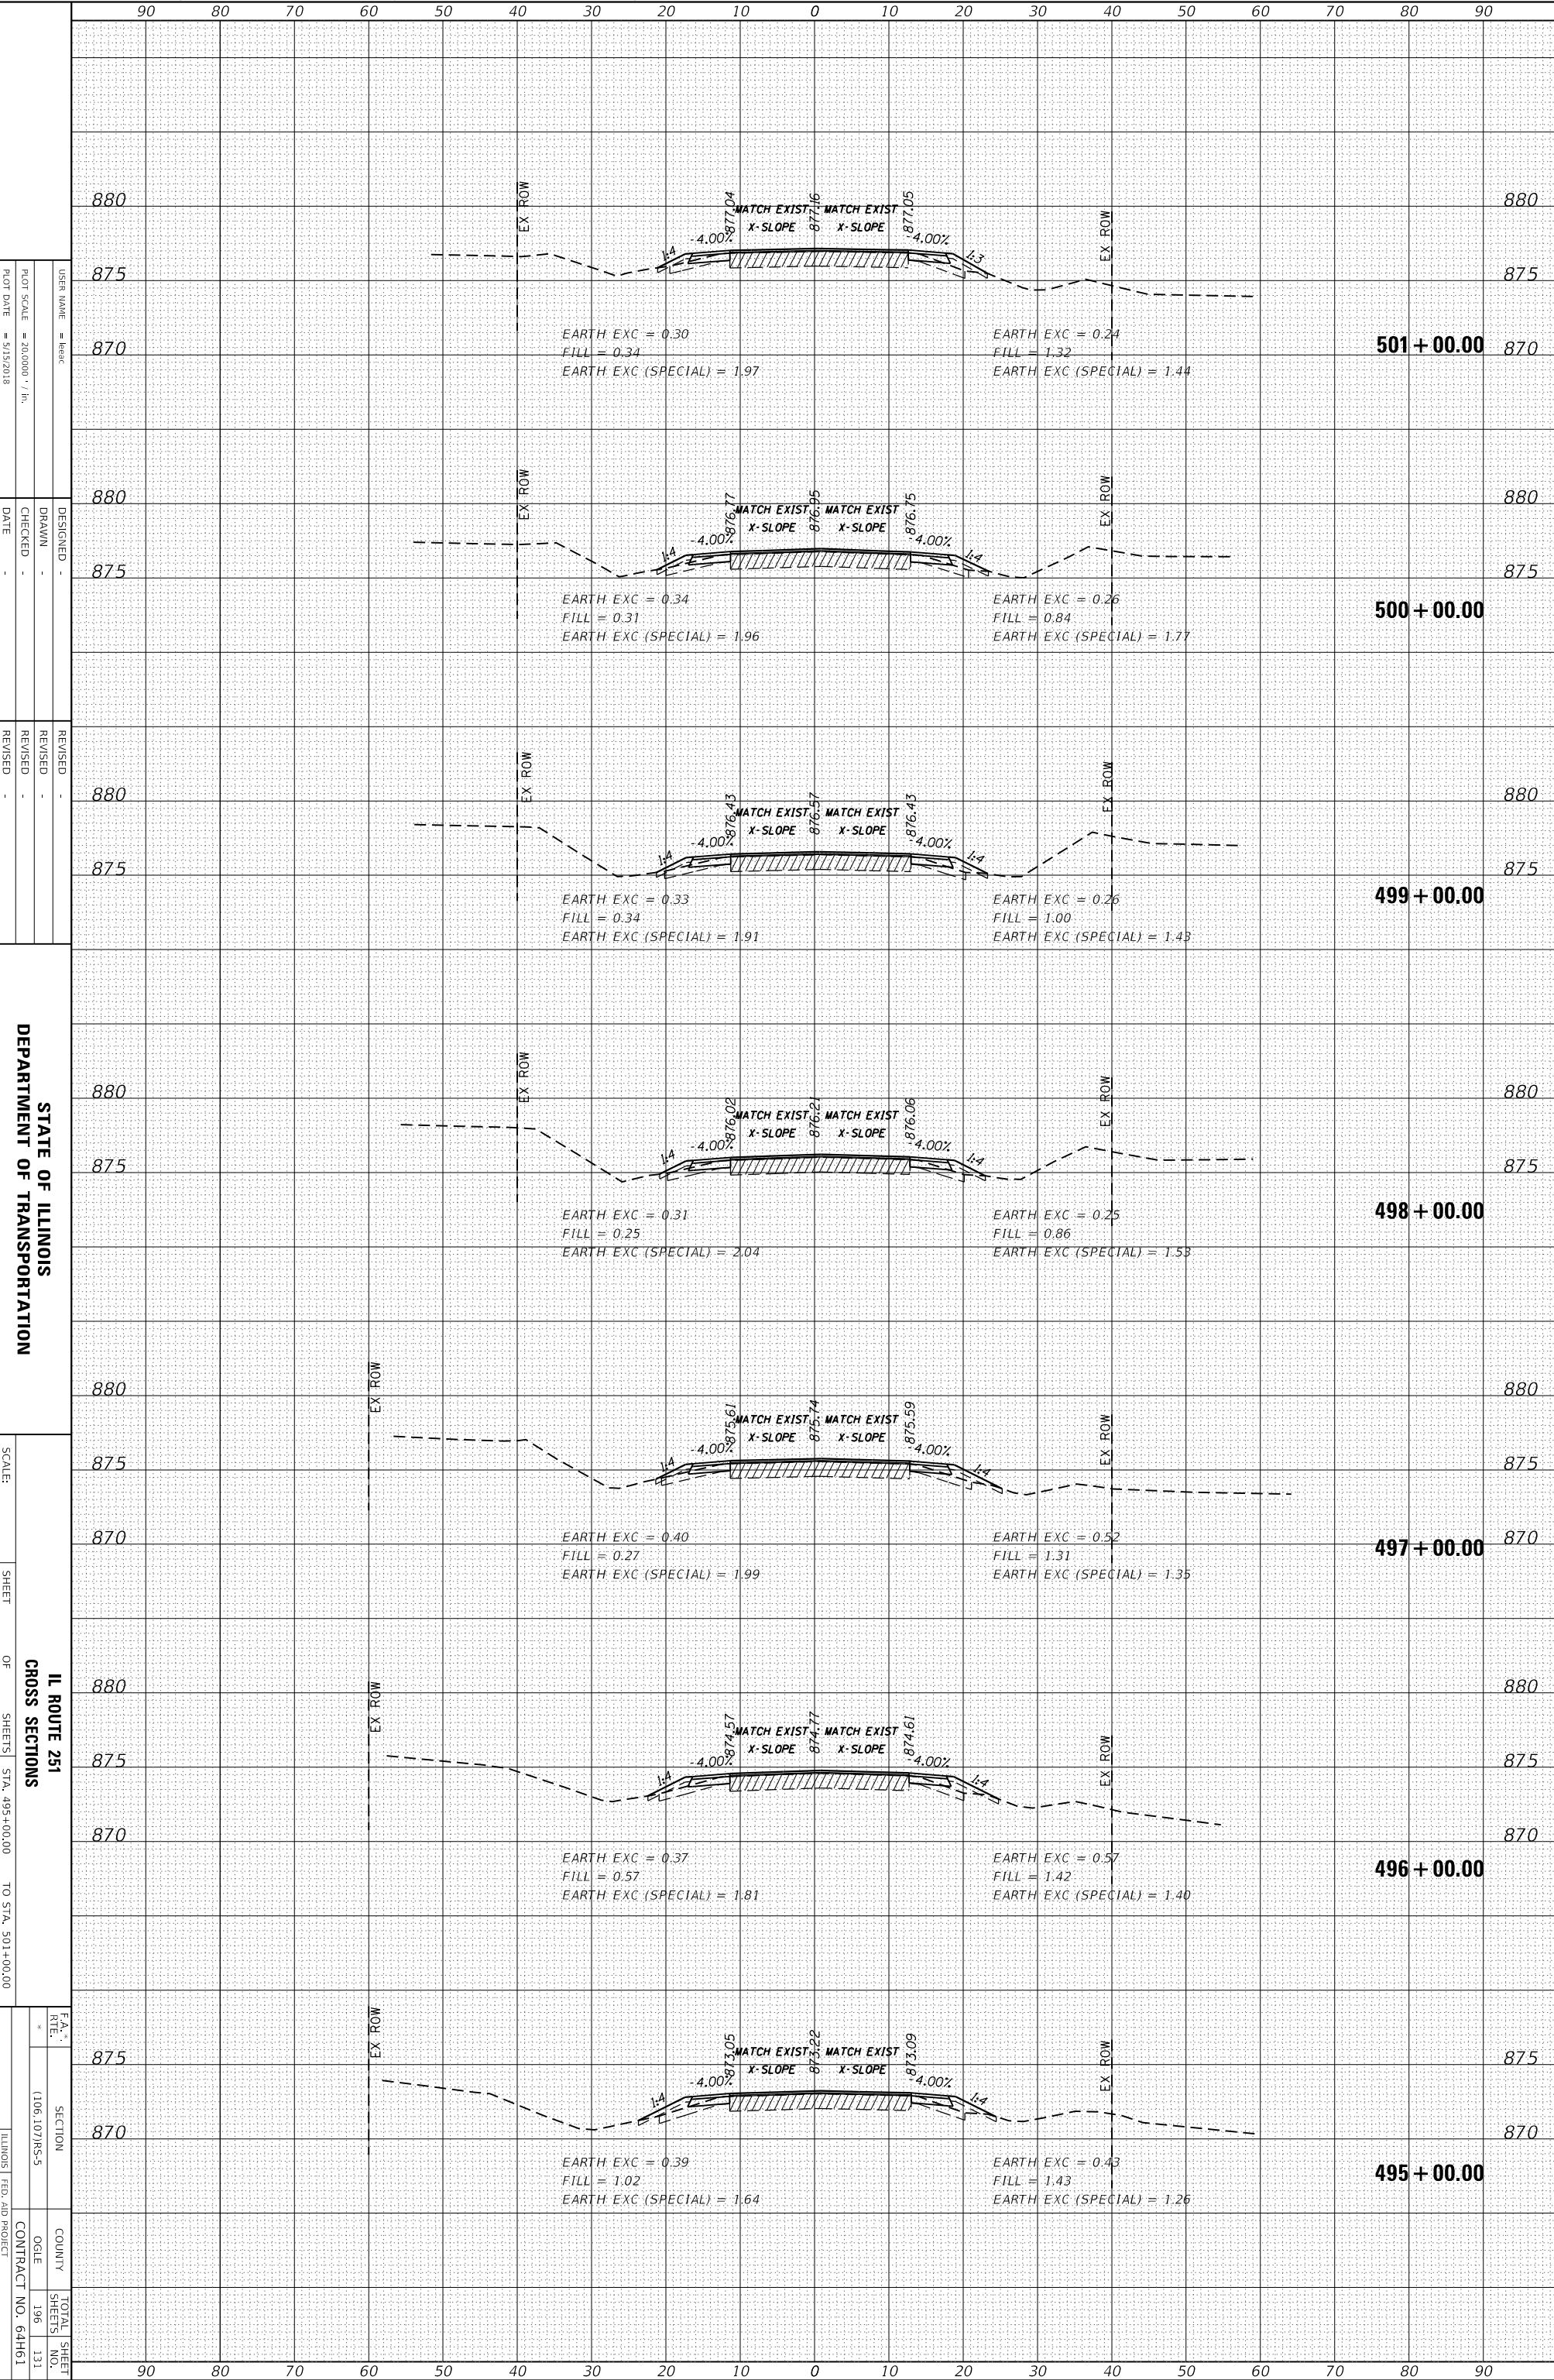 90 80 70 60 50 40 30 20 10 0 10 20 30 40 50 60 70 80 90
EX ROW
EX ROW
877.04
877.16
877.05
880
MATCH EXIST MATCH EXIST
880
X-SLOPE X-SLOPE
1:4 -4.00% -4.00% 1:3
875
875
EARTH EXC = 0.30
FILL = 0.34
EARTH EXC (SPECIAL) = 1.97
EARTH EXC = 0.24
FILL = 1.32
EARTH EXC (SPECIAL) = 1.44
870
501+00.00 870
EX ROW
EX ROW
876.77
876.95
876.75
880
MATCH EXIST MATCH EXIST
880
X-SLOPE X-SLOPE
1:4 -4.00% -4.00% 1:4
875
875
EARTH EXC = 0.34
FILL = 0.31
EARTH EXC (SPECIAL) = 1.96
EARTH EXC = 0.26
FILL = 0.84
EARTH EXC (SPECIAL) = 1.77
500+00.00
EX ROW
EX ROW
876.43
876.57
876.43
880
MATCH EXIST MATCH EXIST
880
X-SLOPE X-SLOPE
1:4 -4.00% -4.00% 1:4
875
875
EARTH EXC = 0.33
FILL = 0.34
EARTH EXC (SPECIAL) = 1.91
EARTH EXC = 0.26
FILL = 1.00
EARTH EXC (SPECIAL) = 1.43
499+00.00
EX ROW
EX ROW
876.02
876.21
876.06
880
MATCH EXIST MATCH EXIST
880
X-SLOPE X-SLOPE
1:4 -4.00% -4.00% 1:4
875
875
EARTH EXC = 0.31
FILL = 0.25
EARTH EXC (SPECIAL) = 2.04
EARTH EXC = 0.25
FILL = 0.86
EARTH EXC (SPECIAL) = 1.53
498+00.00
EX ROW
EX ROW
875.61
875.74
875.59
880
MATCH EXIST MATCH EXIST
880
X-SLOPE X-SLOPE
1:4 -4.00% -4.00% 1:4
875
875
EARTH EXC = 0.40
FILL = 0.27
EARTH EXC (SPECIAL) = 1.99
EARTH EXC = 0.52
FILL = 1.31
EARTH EXC (SPECIAL) = 1.35
870
497+00.00 870
EX ROW
EX ROW
874.57
874.77
874.61
880
880
MATCH EXIST MATCH EXIST
X-SLOPE X-SLOPE
1:4 -4.00% -4.00% 1:4
875
875
870
870
EARTH EXC = 0.37
FILL = 0.57
EARTH EXC (SPECIAL) = 1.81
EARTH EXC = 0.57
FILL = 1.42
EARTH EXC (SPECIAL) = 1.40
496+00.00
EX ROW
EX ROW
873.05
873.22
873.09
875
MATCH EXIST MATCH EXIST
875
X-SLOPE X-SLOPE
1:4 -4.00% -4.00% 1:4
870
870
EARTH EXC = 0.39
FILL = 1.02
EARTH EXC (SPECIAL) = 1.64
EARTH EXC = 0.43
FILL = 1.43
EARTH EXC (SPECIAL) = 1.26
495+00.00
90 80 70 60 50 40 30 20 10 0 10 20 30 40 50 60 70 80 90
USER NAME = leeac
PLOT SCALE = 20.0000 ' / in.
PLOT DATE = 5/15/2018
DESIGNED -
DRAWN -
CHECKED -
DATE -
REVISED -
REVISED -
REVISED -
REVISED -
STATE OF ILLINOIS
DEPARTMENT OF TRANSPORTATION
IL ROUTE 251
CROSS SECTIONS
SCALE: SHEET OF SHEETS STA. 495+00.00 TO STA. 501+00.00
F.A.*. RTE. SECTION COUNTY TOTAL SHEETS SHEET NO.
* (106,107)RS-5 OGLE 196 131
CONTRACT NO. 64H61
ILLINOIS FED. AID PROJECT